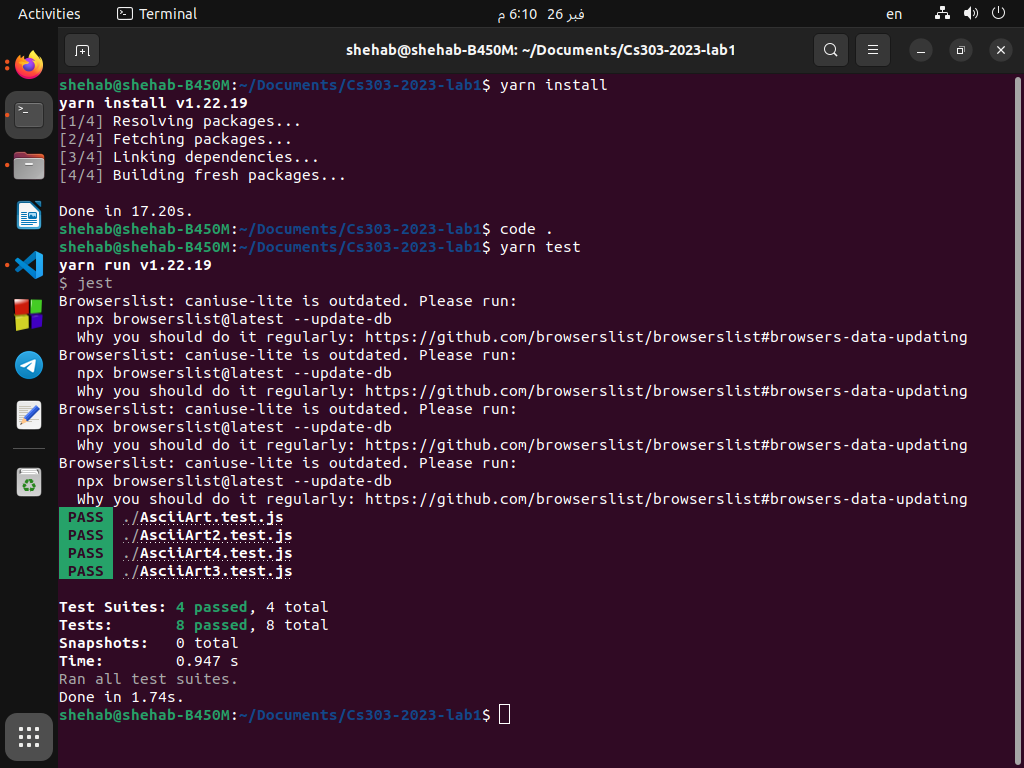 Activities
Terminal
فبر 26 6:10 م
en
shehab@shehab-B450M: ~/Documents/Cs303-2023-lab1
shehab@shehab-B450M:~/Documents/Cs303-2023-lab1$ yarn install
yarn install v1.22.19
[1/4] Resolving packages...
[2/4] Fetching packages...
[3/4] Linking dependencies...
[4/4] Building fresh packages...
Done in 17.20s.
shehab@shehab-B450M:~/Documents/Cs303-2023-lab1$ code .
shehab@shehab-B450M:~/Documents/Cs303-2023-lab1$ yarn test
yarn run v1.22.19
$ jest
Browserslist: caniuse-lite is outdated. Please run:
  npx browserslist@latest --update-db
  Why you should do it regularly: https://github.com/browserslist/browserslist#browsers-data-updating
Browserslist: caniuse-lite is outdated. Please run:
  npx browserslist@latest --update-db
  Why you should do it regularly: https://github.com/browserslist/browserslist#browsers-data-updating
Browserslist: caniuse-lite is outdated. Please run:
  npx browserslist@latest --update-db
  Why you should do it regularly: https://github.com/browserslist/browserslist#browsers-data-updating
Browserslist: caniuse-lite is outdated. Please run:
  npx browserslist@latest --update-db
  Why you should do it regularly: https://github.com/browserslist/browserslist#browsers-data-updating
PASS ./AsciiArt.test.js
PASS ./AsciiArt2.test.js
PASS ./AsciiArt4.test.js
PASS ./AsciiArt3.test.js
Test Suites: 4 passed, 4 total
Tests:       8 passed, 8 total
Snapshots:   0 total
Time:        0.947 s
Ran all test suites.
Done in 1.74s.
shehab@shehab-B450M:~/Documents/Cs303-2023-lab1$